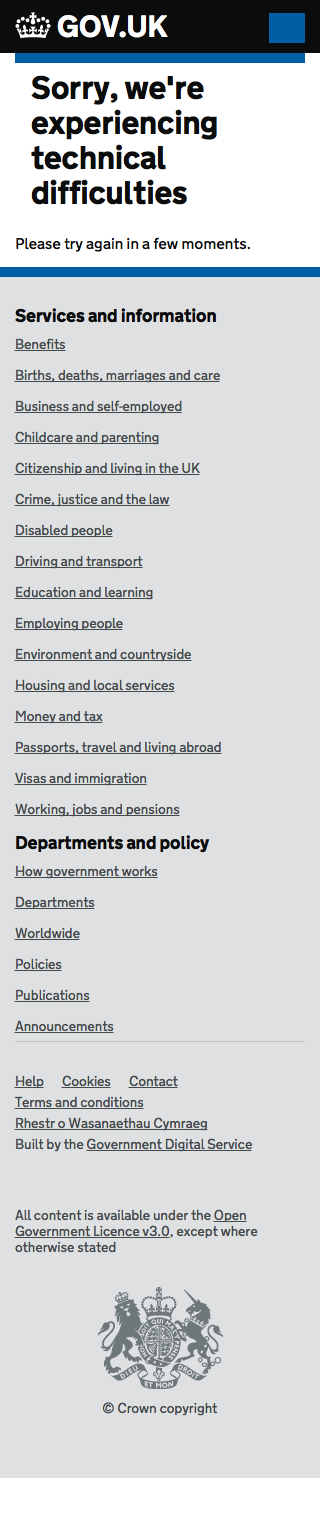 GOV.UK
Sorry, we're
experiencing
technical
difficulties
Please try again in a few moments.
Services and information
Benefits
Births, deaths, marriages and care
Business and self-employed
Childcare and parenting
Citizenship and living in the UK
Crime, justice and the law
Disabled people
Driving and transport
Education and learning
Employing people
Environment and countryside
Housing and local services
Money and tax
Passports, travel and living abroad
Visas and immigration
Working, jobs and pensions
Departments and policy
How government works
Departments
Worldwide
Policies
Publications
Announcements
Help Cookies Contact
Terms and conditions
Rhestr o Wasanaethau Cymraeg
Built by the Government Digital Service
All content is available under the Open
Government Licence v3.0, except where
otherwise stated
DIEU ET MON DROIT
© Crown copyright